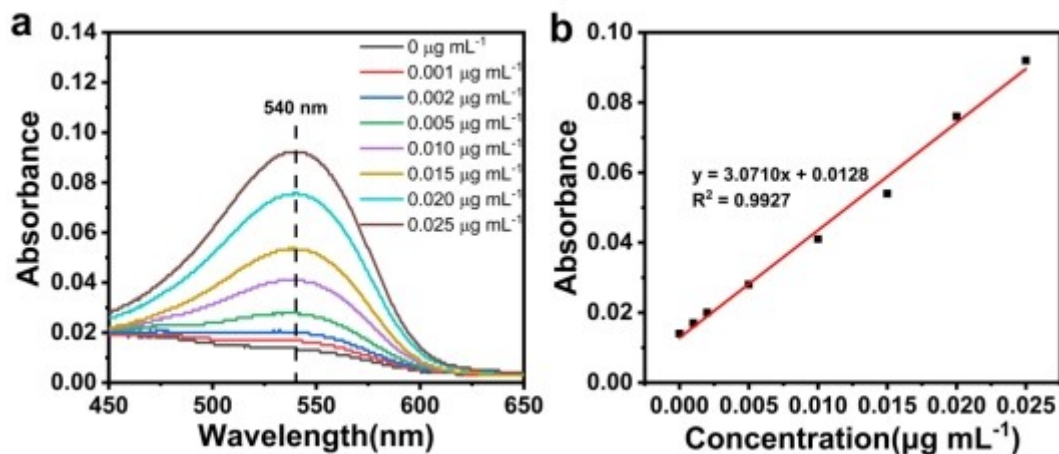 a
0.14
0.12
0.10
0.08
0.06
0.04
0.02
0.00
Absorbance
450
500
550
600
650
Wavelength(nm)
540 nm
0 μg mL⁻¹
0.001 μg mL⁻¹
0.002 μg mL⁻¹
0.005 μg mL⁻¹
0.010 μg mL⁻¹
0.015 μg mL⁻¹
0.020 μg mL⁻¹
0.025 μg mL⁻¹
b
0.10
0.08
0.06
0.04
0.02
0.00
Absorbance
y = 3.0710x + 0.0128
R² = 0.9927
0.000 0.005 0.010 0.015 0.020 0.025
Concentration(μg mL⁻¹)